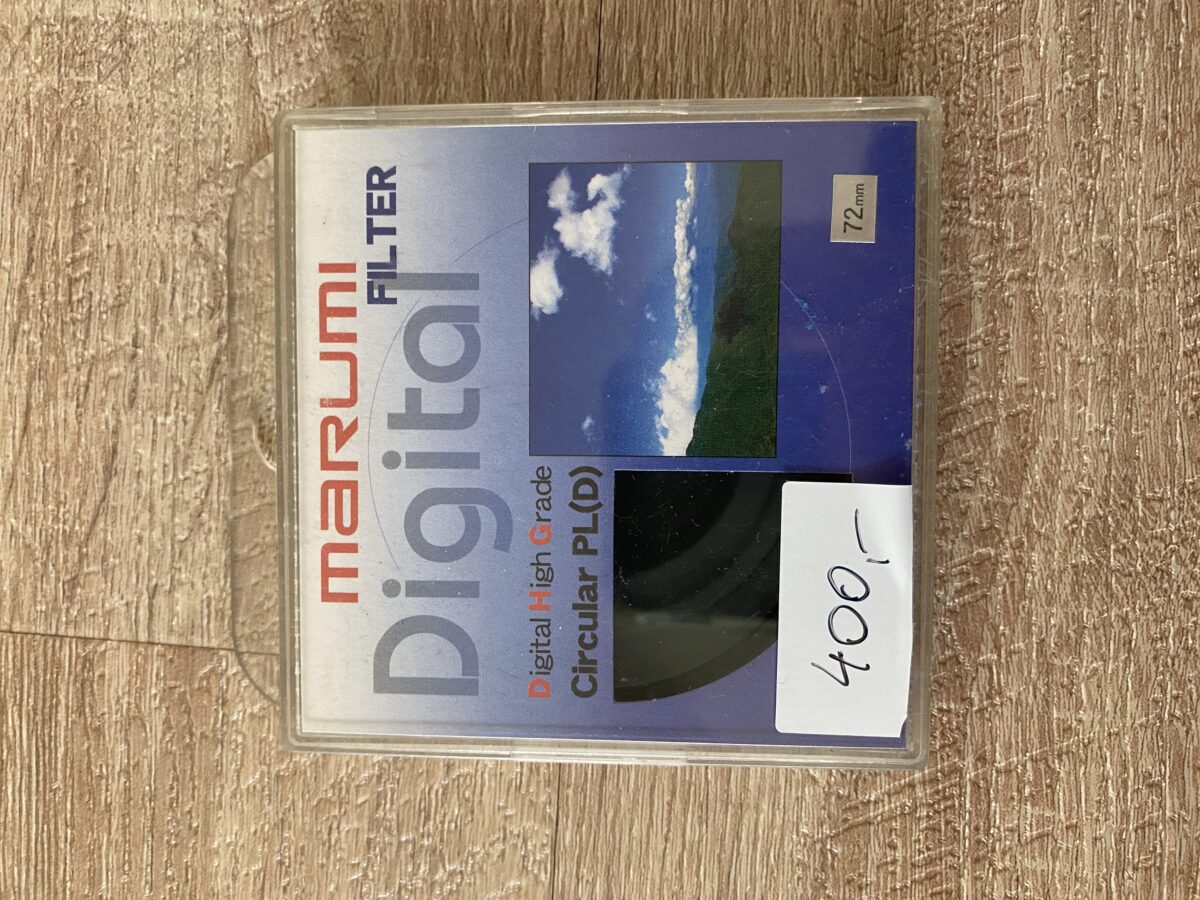 marumi
FILTER
Digital
Digital High Grade
Circular PL(D)
72mm
400,-